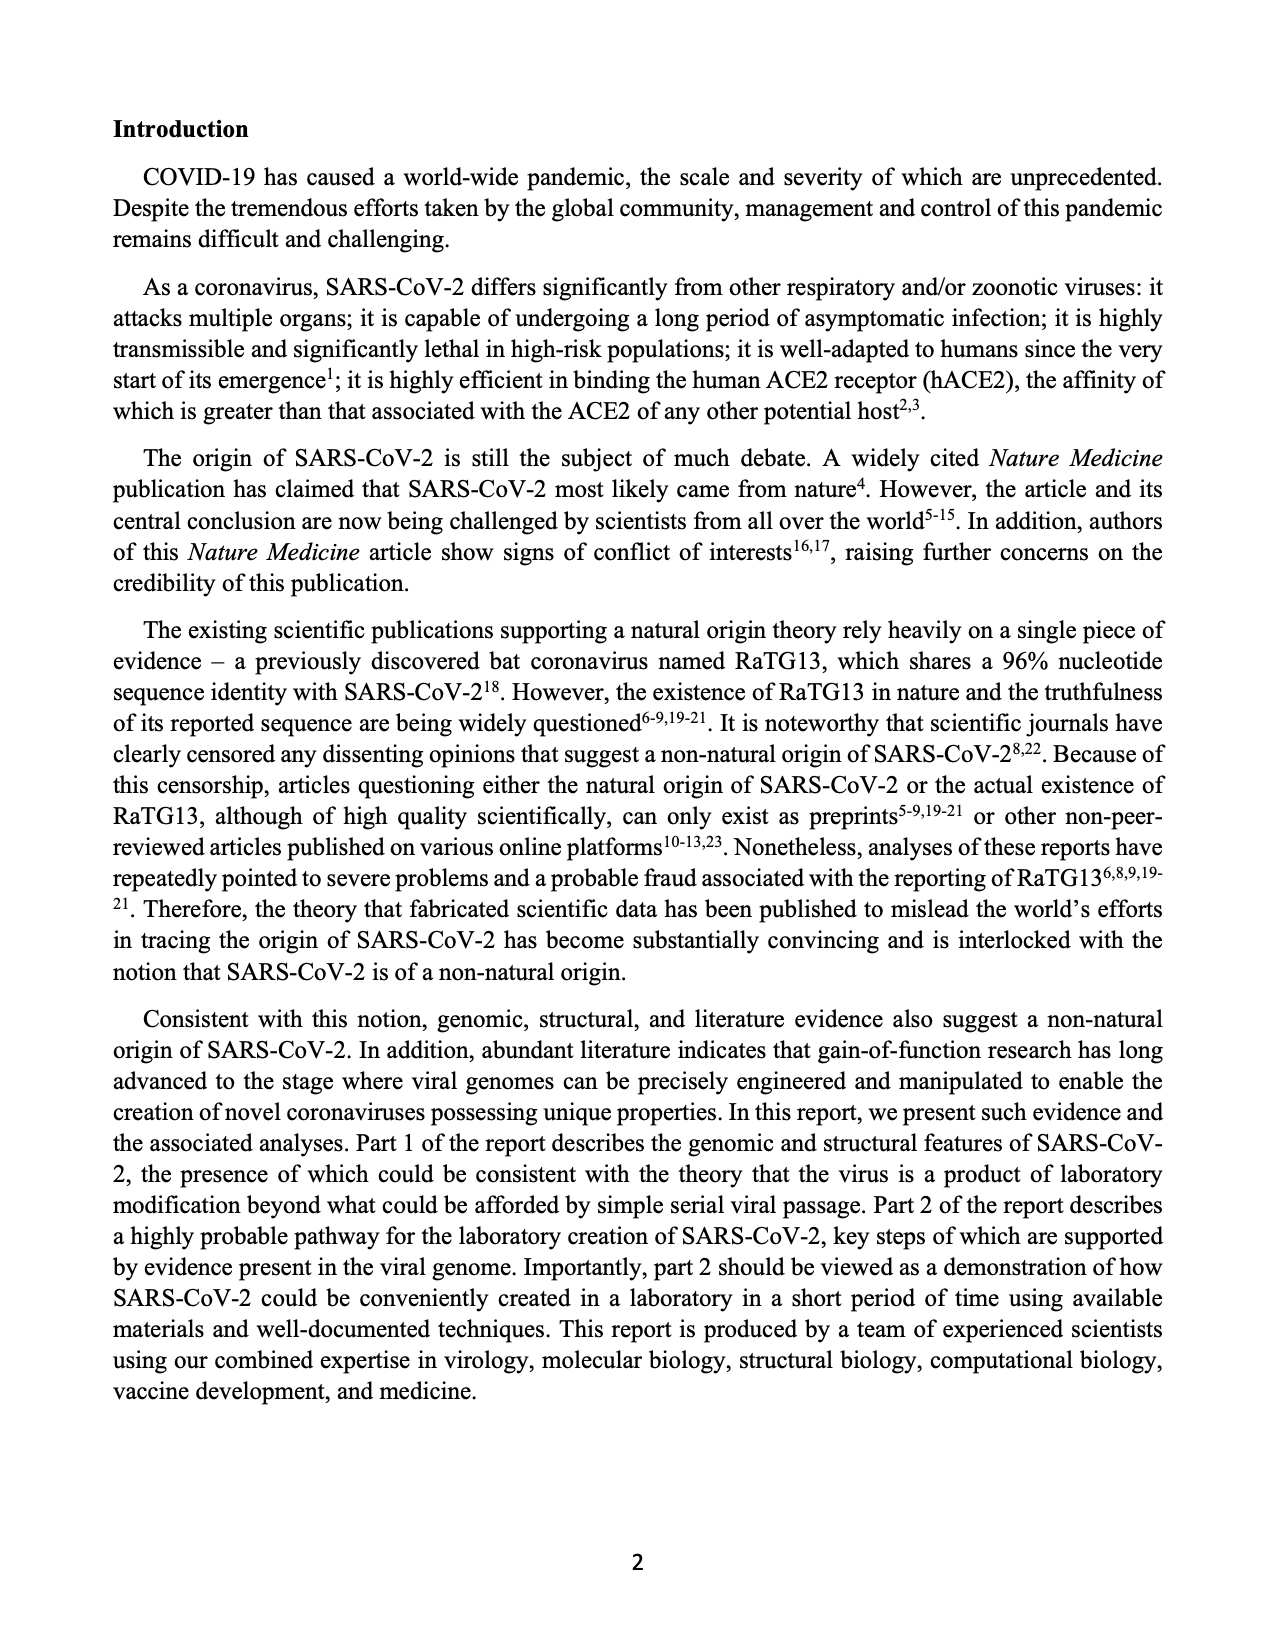 Introduction
COVID-19 has caused a world-wide pandemic, the scale and severity of which are unprecedented.
Despite the tremendous efforts taken by the global community, management and control of this pandemic
remains difficult and challenging.
As a coronavirus, SARS-CoV-2 differs significantly from other respiratory and/or zoonotic viruses: it
attacks multiple organs; it is capable of undergoing a long period of asymptomatic infection; it is highly
transmissible and significantly lethal in high-risk populations; it is well-adapted to humans since the very
start of its emergence1; it is highly efficient in binding the human ACE2 receptor (hACE2), the affinity of
which is greater than that associated with the ACE2 of any other potential host2,3.
The origin of SARS-CoV-2 is still the subject of much debate. A widely cited Nature Medicine
publication has claimed that SARS-CoV-2 most likely came from nature4. However, the article and its
central conclusion are now being challenged by scientists from all over the world5-15. In addition, authors
of this Nature Medicine article show signs of conflict of interests16,17, raising further concerns on the
credibility of this publication.
The existing scientific publications supporting a natural origin theory rely heavily on a single piece of
evidence – a previously discovered bat coronavirus named RaTG13, which shares a 96% nucleotide
sequence identity with SARS-CoV-218. However, the existence of RaTG13 in nature and the truthfulness
of its reported sequence are being widely questioned6-9,19-21. It is noteworthy that scientific journals have
clearly censored any dissenting opinions that suggest a non-natural origin of SARS-CoV-28,22. Because of
this censorship, articles questioning either the natural origin of SARS-CoV-2 or the actual existence of
RaTG13, although of high quality scientifically, can only exist as preprints5-9,19-21 or other non-peer-
reviewed articles published on various online platforms10-13,23. Nonetheless, analyses of these reports have
repeatedly pointed to severe problems and a probable fraud associated with the reporting of RaTG136,8,9,19-
21. Therefore, the theory that fabricated scientific data has been published to mislead the world’s efforts
in tracing the origin of SARS-CoV-2 has become substantially convincing and is interlocked with the
notion that SARS-CoV-2 is of a non-natural origin.
Consistent with this notion, genomic, structural, and literature evidence also suggest a non-natural
origin of SARS-CoV-2. In addition, abundant literature indicates that gain-of-function research has long
advanced to the stage where viral genomes can be precisely engineered and manipulated to enable the
creation of novel coronaviruses possessing unique properties. In this report, we present such evidence and
the associated analyses. Part 1 of the report describes the genomic and structural features of SARS-CoV-
2, the presence of which could be consistent with the theory that the virus is a product of laboratory
modification beyond what could be afforded by simple serial viral passage. Part 2 of the report describes
a highly probable pathway for the laboratory creation of SARS-CoV-2, key steps of which are supported
by evidence present in the viral genome. Importantly, part 2 should be viewed as a demonstration of how
SARS-CoV-2 could be conveniently created in a laboratory in a short period of time using available
materials and well-documented techniques. This report is produced by a team of experienced scientists
using our combined expertise in virology, molecular biology, structural biology, computational biology,
vaccine development, and medicine.
2